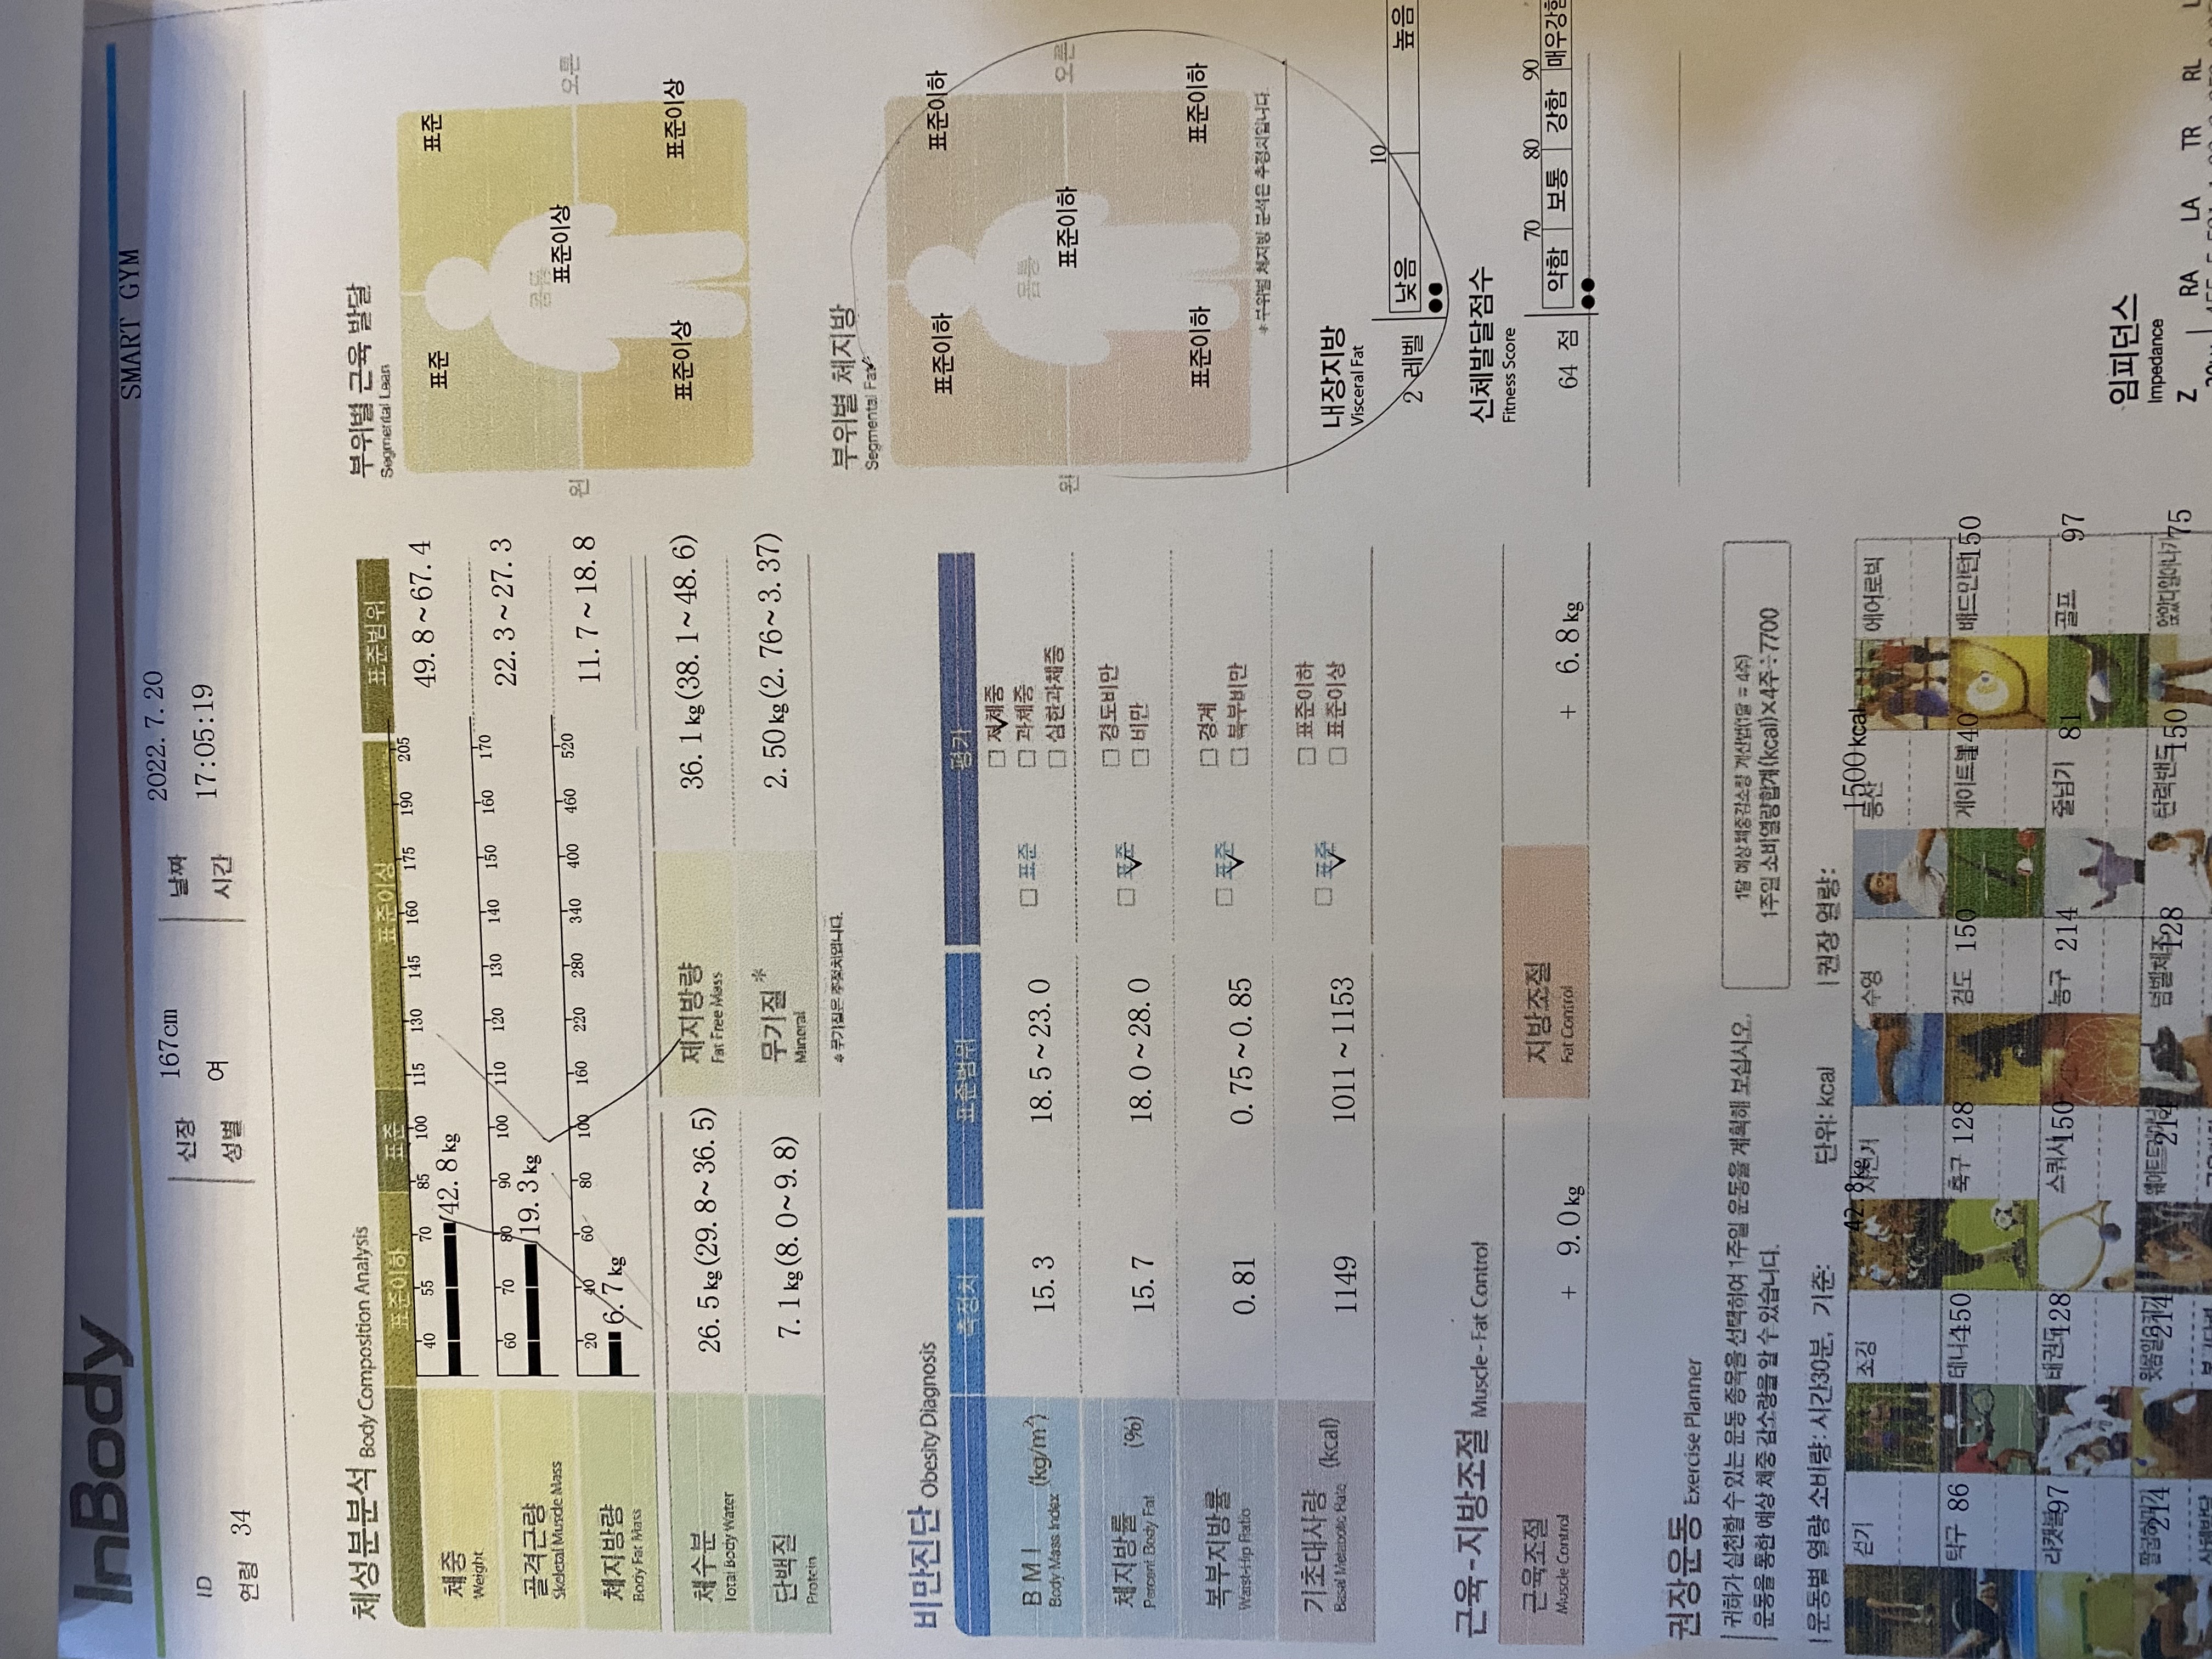 InBody
SMART GYM
ID
연령 34
신장 167cm
성별 여
날짜 2022. 7. 20
시간 17:05:19
체성분분석 Body Composition Analysis
표준이하 표준 표준이상 표준범위
40 55 70 85 100 115 130 145 160 175 190 205
체중 42.8 kg 49.8~67.4
Weight
60 70 80 90 100 110 120 130 140 150 160 170
골격근량 19.3 kg 22.3~27.3
Skeletal Muscle Mass
20 40 60 80 100 160 220 280 340 400 460 520
체지방량 6.7 kg 11.7~18.8
Body Fat Mass
체수분 26.5 kg (29.8~36.5) 제지방량 36.1 kg (38.1~48.6)
Total Body Water Fat Free Mass
단백질 7.1 kg (8.0~9.8) 무기질 * 2.50 kg (2.76~3.37)
Protein Mineral
* 무기질은 추정치입니다.
부위별 근육 발달
Segmental Lean
표준 표준
몸통
표준이상
왼 오른
표준이상 표준이상
비만진단 Obesity Diagnosis
측정치 표준범위 평가
BMI (kg/m²) 15.3 18.5~23.0 □ 표준 □ 저체중
Body Mass Index □ 과체중
□ 심한과체중
체지방률 (%) 15.7 18.0~28.0 □ 표준 □ 경도비만
Percent Body Fat □ 비만
복부지방률 0.81 0.75~0.85 □ 표준 □ 경계
Waist-Hip Ratio □ 복부비만
기초대사량 (kcal) 1149 1011~1153 □ 표준 □ 표준이하
Basal Metabolic Rate □ 표준이상
부위별 체지방
Segmental Fat
표준이하 표준이하
몸통
왼 표준이하 오른
표준이하 표준이하
* 부위별 체지방 분석은 추정치입니다.
내장지방
Visceral Fat
10
2 레벨 낮음 높음
신체발달점수
Fitness Score
70 80 90
64 점 약함 보통 강함 매우강함
근육-지방조절 Muscle-Fat Control
근육조절 + 9.0 kg 지방조절 + 6.8 kg
Muscle Control Fat Control
권장운동 Exercise Planner
귀하가 실천할 수 있는 운동 종목을 선택하여 1주일 운동을 계획해 보십시오.
운동을 통한 예상 체중 감소량을 알 수 있습니다.
1달 예상체중감소량 계산법(1달 = 4주)
1주일 소비열량합계(kcal)×4주÷7700
운동별 열량 소비량: 시간30분, 기준: 42.8kg, 단위: kcal 권장 열량: 1500 kcal
걷기 조깅 자전거 수영 등산 에어로빅
탁구 86 테니스 150 축구 128 검도 150 게이트볼 140 배드민턴 150
라켓볼 97 태권도 128 스쿼시 150 농구 214 줄넘기 81 골프 97
팔굽혀펴기 214 윗몸일으키기 214 웨이트트레이닝 214 덤벨체조 128 탄력밴드 150 앉았다일어나기 75
임피던스
Impedance
Z RA LA TR RL